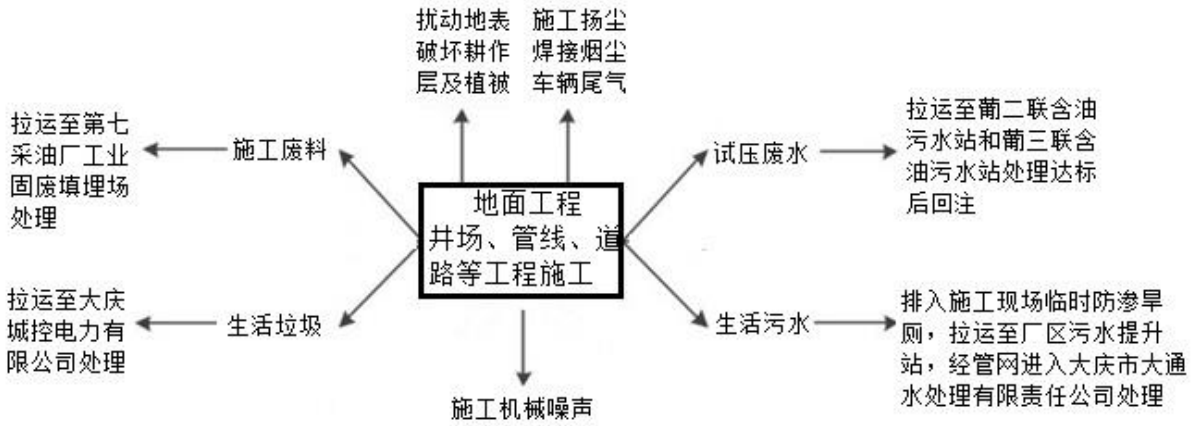 扰动地表
破坏耕作
层及植被
施工扬尘
焊接烟尘
车辆尾气
拉运至第七
采油厂工业
固废填埋场
处理
施工废料
试压废水
拉运至葡二联含油
污水站和葡三联含
油污水站处理达标
后回注
地面工程
井场、管线、道
路等工程施工
拉运至大庆
城控电力有
限公司处理
生活垃圾
生活污水
排入施工现场临时防渗旱
厕，拉运至厂区污水提升
站，经管网进入大庆市大通
水处理有限责任公司处理
施工机械噪声